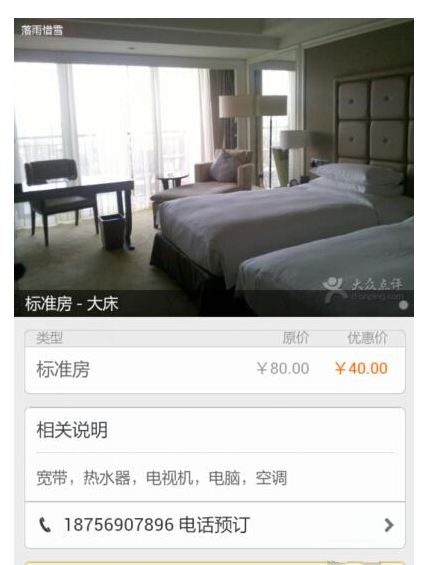 落雨惜雪
大众点评
dianping.com
标准房 - 大床
类型 原价 优惠价
标准房 ￥80.00 ￥40.00
相关说明
宽带，热水器，电视机，电脑，空调
18756907896 电话预订